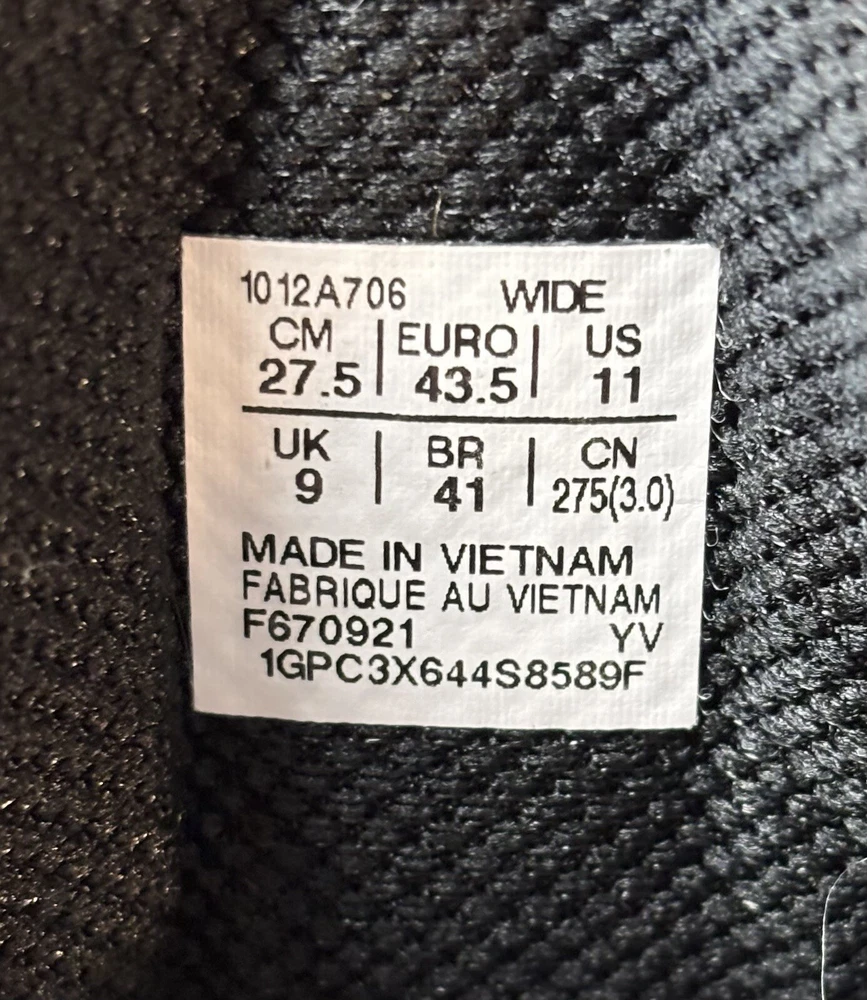 1012A706 WIDE
CM | EURO | US
27.5 | 43.5 | 11
UK | BR | CN
9 | 41 | 275(3.0)
MADE IN VIETNAM
FABRIQUE AU VIETNAM
F670921 YV
1GPC3X644S8589F